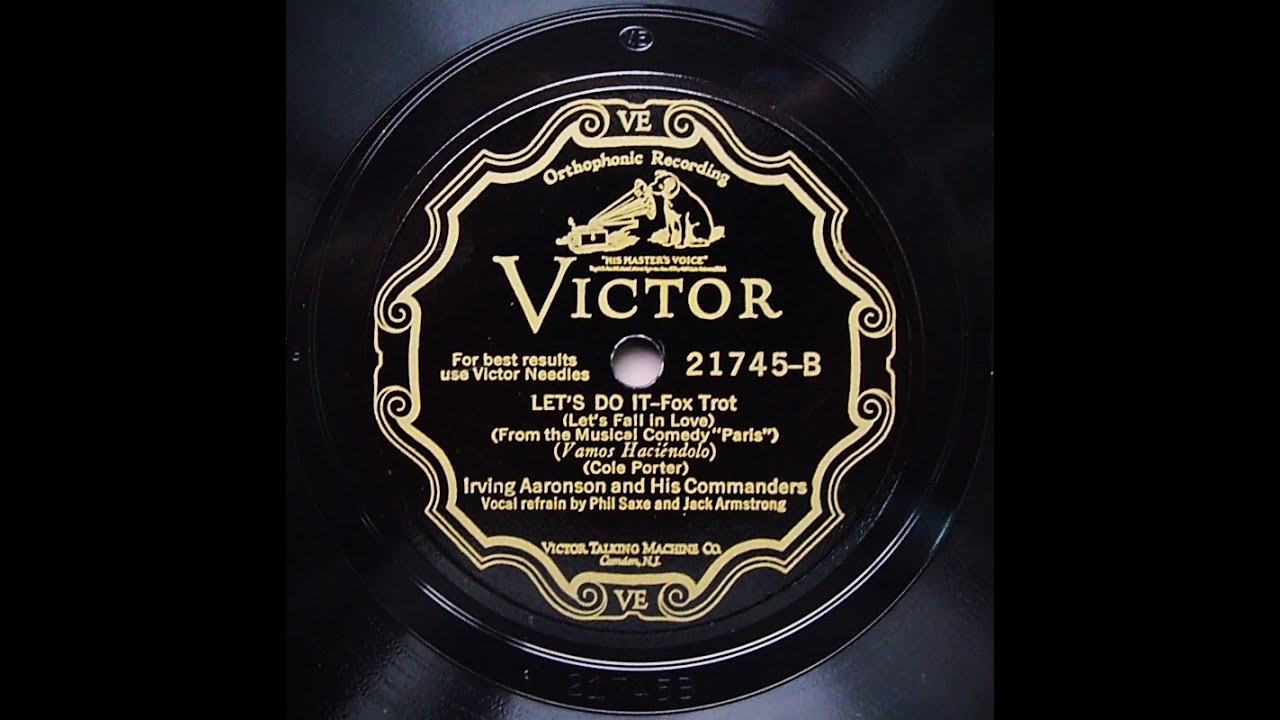 VE
VE
Orthophonic Recording
"HIS MASTER'S VOICE"
VICTOR
For best results
use Victor Needles
21745-B
LET'S DO IT-Fox Trot
(Let's Fall in Love)
(From the Musical Comedy "Paris")
(Vamos Haciéndolo)
(Cole Porter)
Irving Aaronson and His Commanders
Vocal refrain by Phil Saxe and Jack Armstrong
VICTOR TALKING MACHINE CO.
Camden, N.J.
VE
21745B